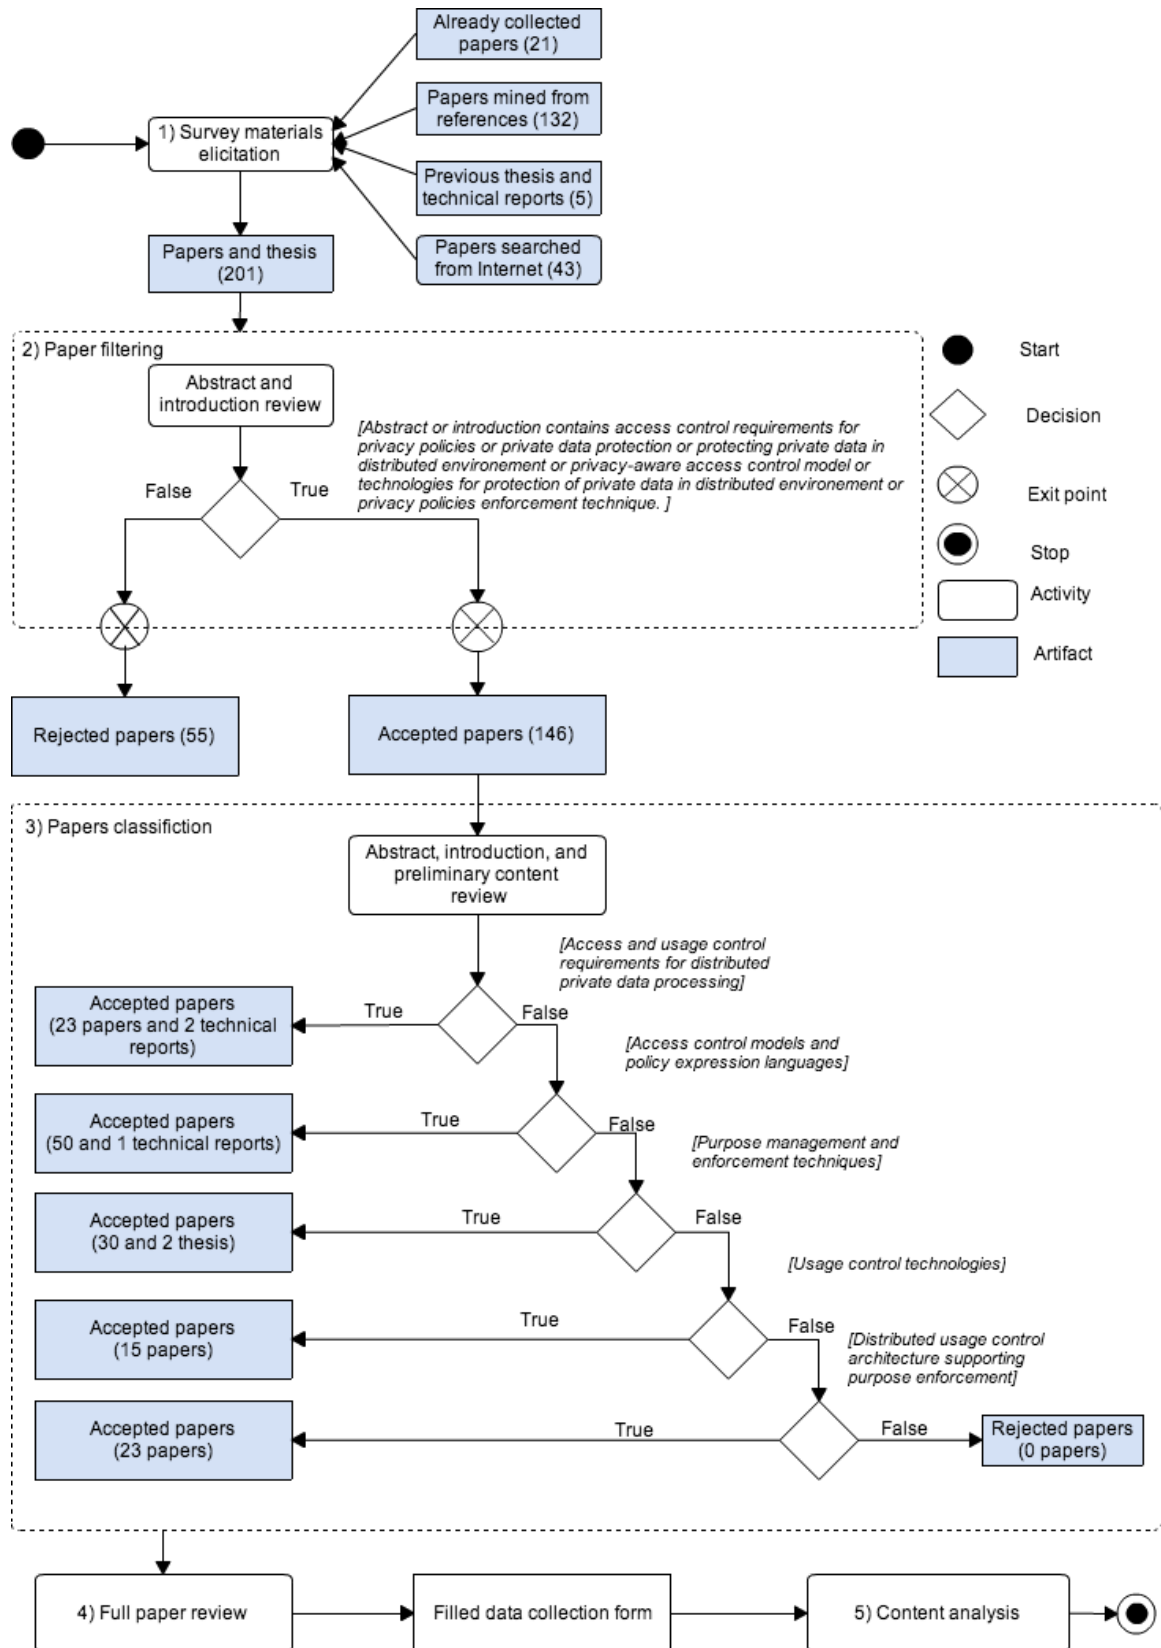 Already collected
papers (21)
Papers mined from
references (132)
1) Survey materials
elicitation
Previous thesis and
technical reports (5)
Papers searched
from Internet (43)
Papers and thesis
(201)
2) Paper filtering
Abstract and
introduction review
[Abstract or introduction contains access control requirements for
privacy policies or private data protection or protecting private data in
distributed environement or privacy-aware access control model or
technologies for protection of private data in distributed environement or
privacy policies enforcement technique. ]
False
True
Start
Decision
Exit point
Stop
Activity
Artifact
Rejected papers (55)
Accepted papers (146)
3) Papers classifiction
Abstract, introduction, and
preliminary content
review
[Access and usage control
requirements for distributed
private data processing]
Accepted papers
(23 papers and 2 technical
reports)
True
False
[Access control models and
policy expression languages]
Accepted papers
(50 and 1 technical reports)
True
False
[Purpose management and
enforcement techniques]
Accepted papers
(30 and 2 thesis)
True
False
[Usage control technologies]
Accepted papers
(15 papers)
True
False
[Distributed usage control
architecture supporting
purpose enforcement]
Accepted papers
(23 papers)
True
False
Rejected papers
(0 papers)
4) Full paper review
Filled data collection form
5) Content analysis